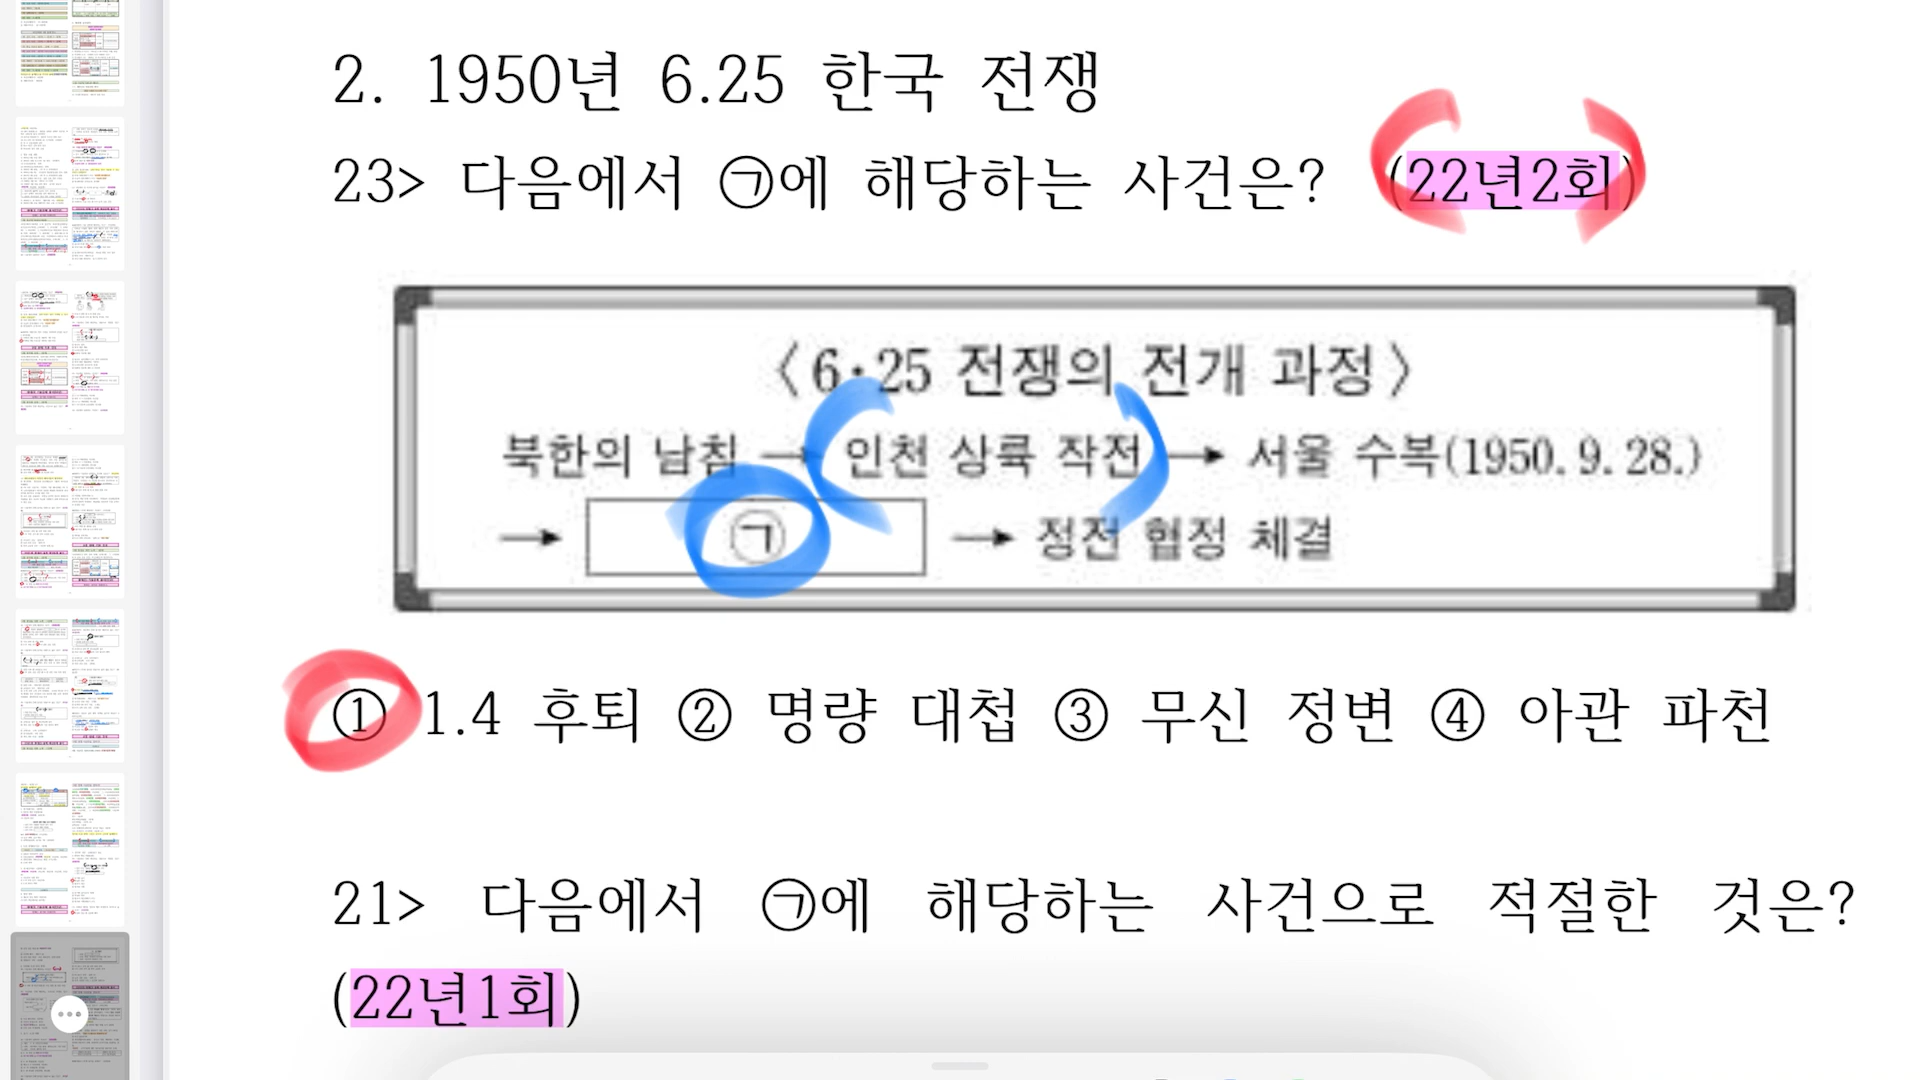 2. 1950년 6.25 한국 전쟁
23> 다음에서 ㉠에 해당하는 사건은? (22년2회)
〈6·25 전쟁의 전개 과정〉
북한의 남침 → 인천 상륙 작전 → 서울 수복(1950.9.28.)
→ ㉠ → 정전 협정 체결
① 1.4 후퇴 ② 명량 대첩 ③ 무신 정변 ④ 아관 파천
21> 다음에서 ㉠에 해당하는 사건으로 적절한 것은?
(22년1회)